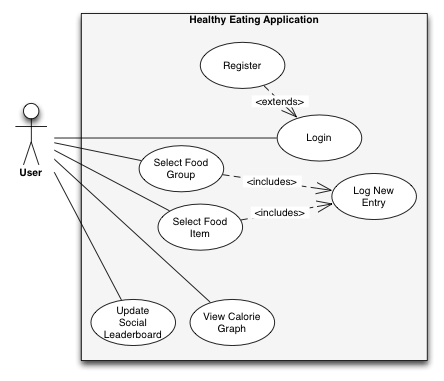 Healthy Eating Application
Register
<extends>
Login
Select Food
Group
<includes>
Log New
Entry
User
<includes>
Select Food
Item
Update
Social
Leaderboard
View Calorie
Graph